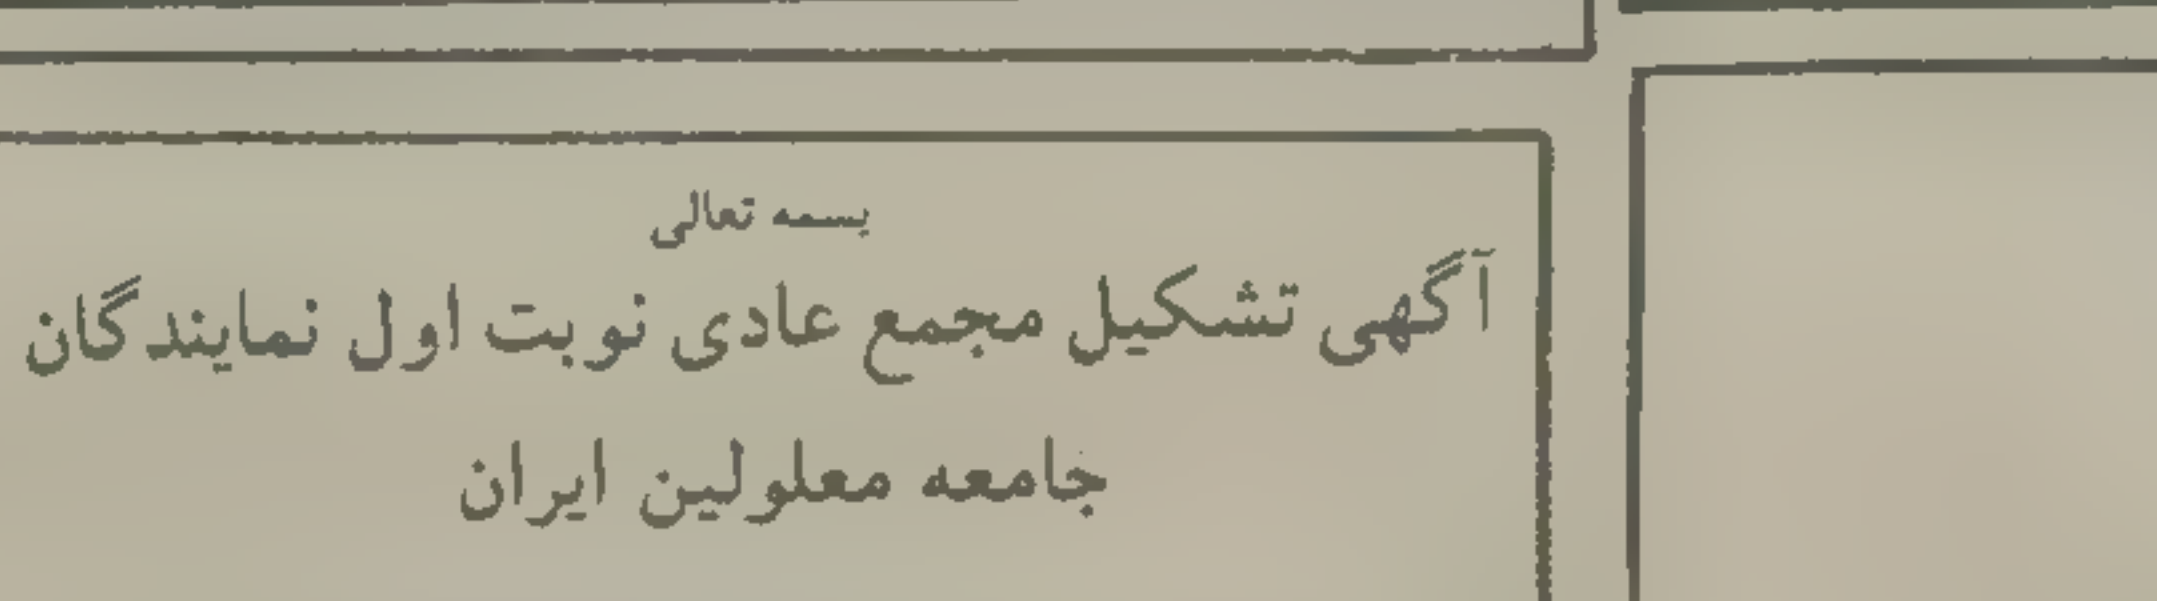 بسمه تعالی
آگهی تشکیل مجمع عادی نوبت اول نمایندگان
جامعه معلولین ایران